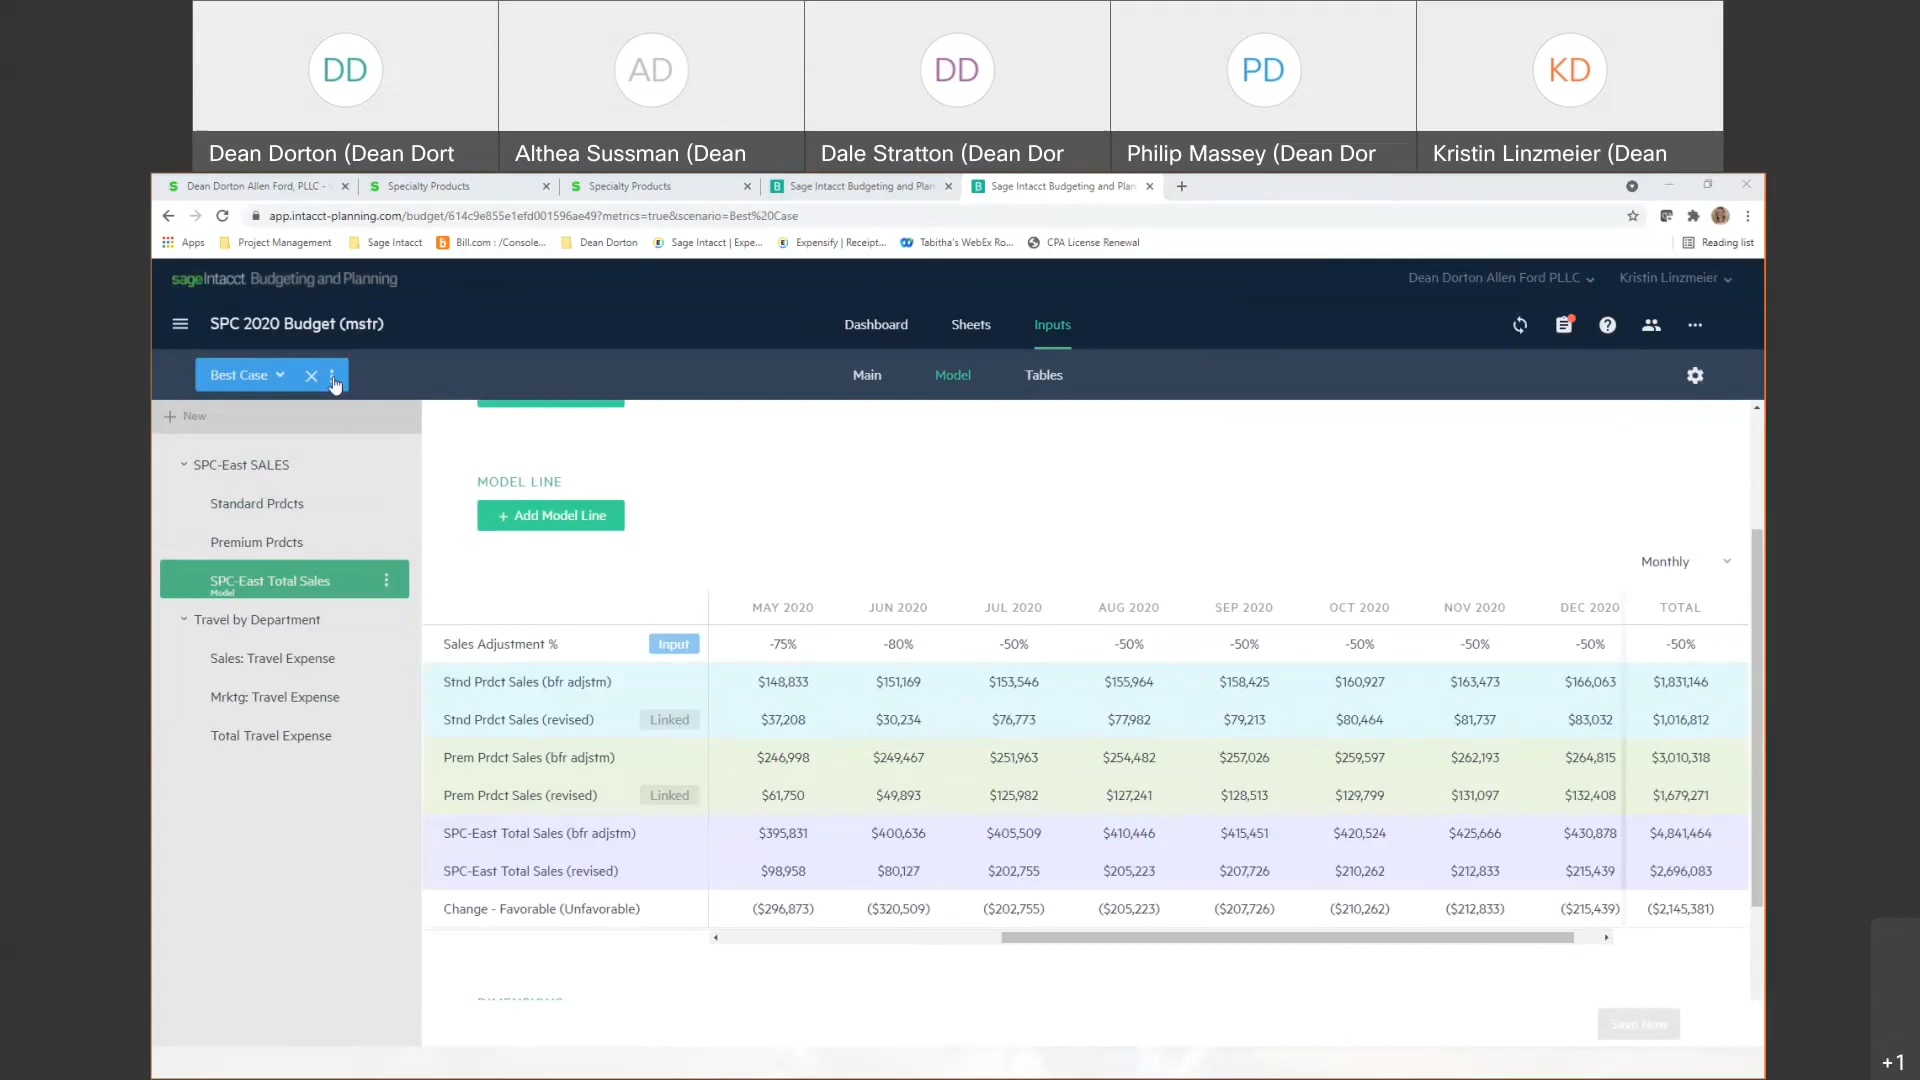 DD
AD
DD
PD
KD
Dean Dorton (Dean Dort
Althea Sussman (Dean
Dale Stratton (Dean Dor
Philip Massey (Dean Dor
Kristin Linzmeier (Dean
Dean Dorton Allen Ford, PLLC -
Specialty Products
Specialty Products
Sage Intacct Budgeting and Plan
Sage Intacct Budgeting and Plan
app.intacct-planning.com/budget/614c9e855e1efd001596ae49?metrics=true&scenario=Best%20Case
Apps
Project Management
Sage Intacct
Bill.com : /Console...
Dean Dorton
Sage Intacct | Expe...
Expensify | Receipt...
Tabitha's WebEx Ro...
CPA License Renewal
Reading list
sage Intacct Budgeting and Planning
Dean Dorton Allen Ford PLLC
Kristin Linzmeier
SPC 2020 Budget (mstr)
Dashboard
Sheets
Inputs
Best Case
Main
Model
Tables
+ New
SPC-East SALES
Standard Prdcts
Premium Prdcts
SPC-East Total Sales
Model
Travel by Department
Sales: Travel Expense
Mrktg: Travel Expense
Total Travel Expense
MODEL LINE
+ Add Model Line
Monthly
MAY 2020 JUN 2020 JUL 2020 AUG 2020 SEP 2020 OCT 2020 NOV 2020 DEC 2020 TOTAL
Sales Adjustment % Input -75% -80% -50% -50% -50% -50% -50% -50% -50%
Stnd Prdct Sales (bfr adjstm) $148,833 $151,169 $153,546 $155,964 $158,425 $160,927 $163,473 $166,063 $1,831,146
Stnd Prdct Sales (revised) Linked $37,208 $30,234 $76,773 $77,982 $79,213 $80,464 $81,737 $83,032 $1,016,812
Prem Prdct Sales (bfr adjstm) $246,998 $249,467 $251,963 $254,482 $257,026 $259,597 $262,193 $264,815 $3,010,318
Prem Prdct Sales (revised) Linked $61,750 $49,893 $125,982 $127,241 $128,513 $129,799 $131,097 $132,408 $1,679,271
SPC-East Total Sales (bfr adjstm) $395,831 $400,636 $405,509 $410,446 $415,451 $420,524 $425,666 $430,878 $4,841,464
SPC-East Total Sales (revised) $98,958 $80,127 $202,755 $205,223 $207,726 $210,262 $212,833 $215,439 $2,696,083
Change - Favorable (Unfavorable) ($296,873) ($320,509) ($202,755) ($205,223) ($207,726) ($210,262) ($212,833) ($215,439) ($2,145,381)
Save Now
+1